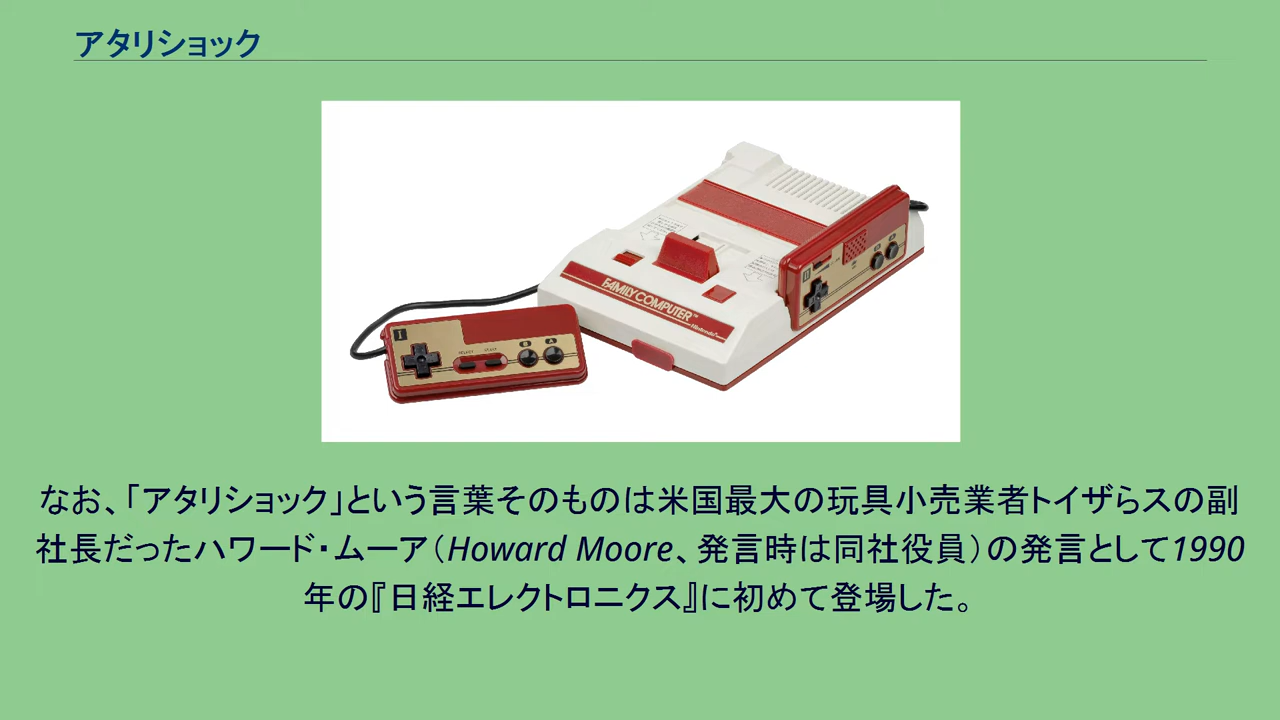 アタリショック
FAMILY COMPUTER™
Nintendo
I
II
SELECT START
B A
なお、「アタリショック」という言葉そのものは米国最大の玩具小売業者トイザらスの副
社長だったハワード・ムーア（Howard Moore、発言時は同社役員）の発言として1990
年の『日経エレクトロニクス』に初めて登場した。